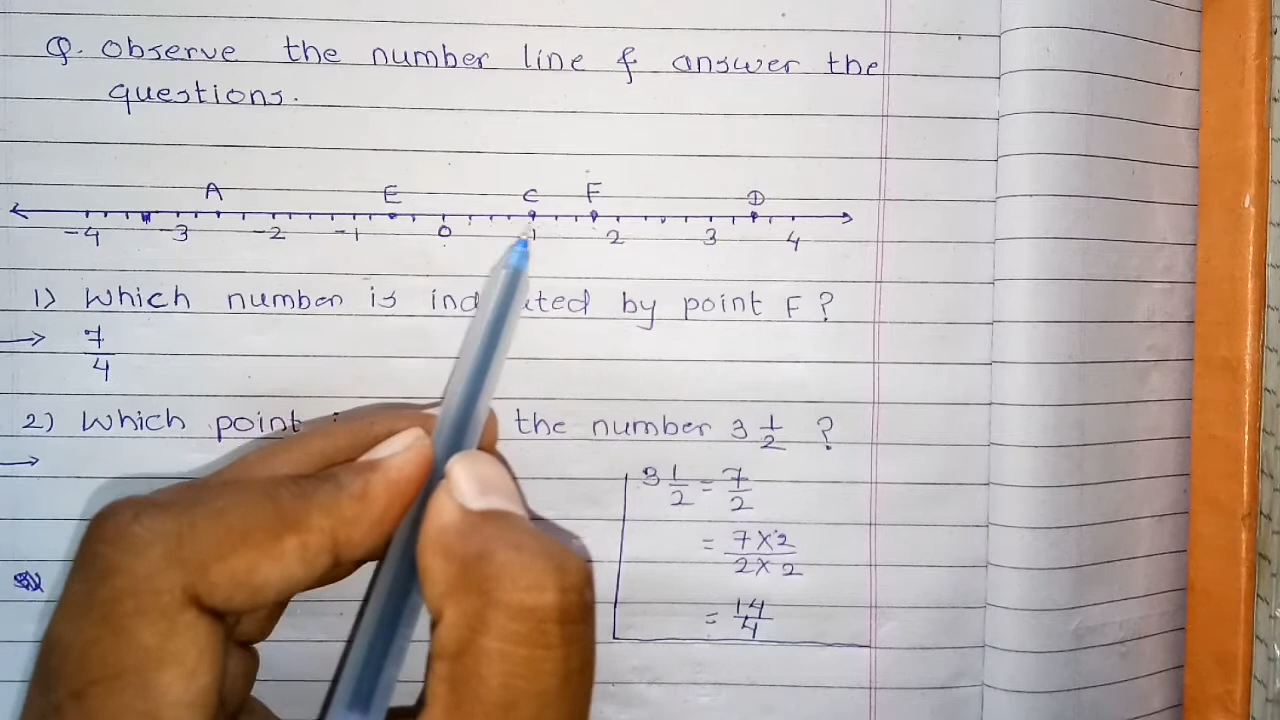 Q. Observe the number line & answer the
questions.
A E C F D
-4 -3 -2 -1 0 1 2 3 4
1) Which number is ted by point F?
→ 7/4
2) Which point the number 3 1/2 ?
→
3 1/2 = 7/2
= 7×2/2×2
= 14/4